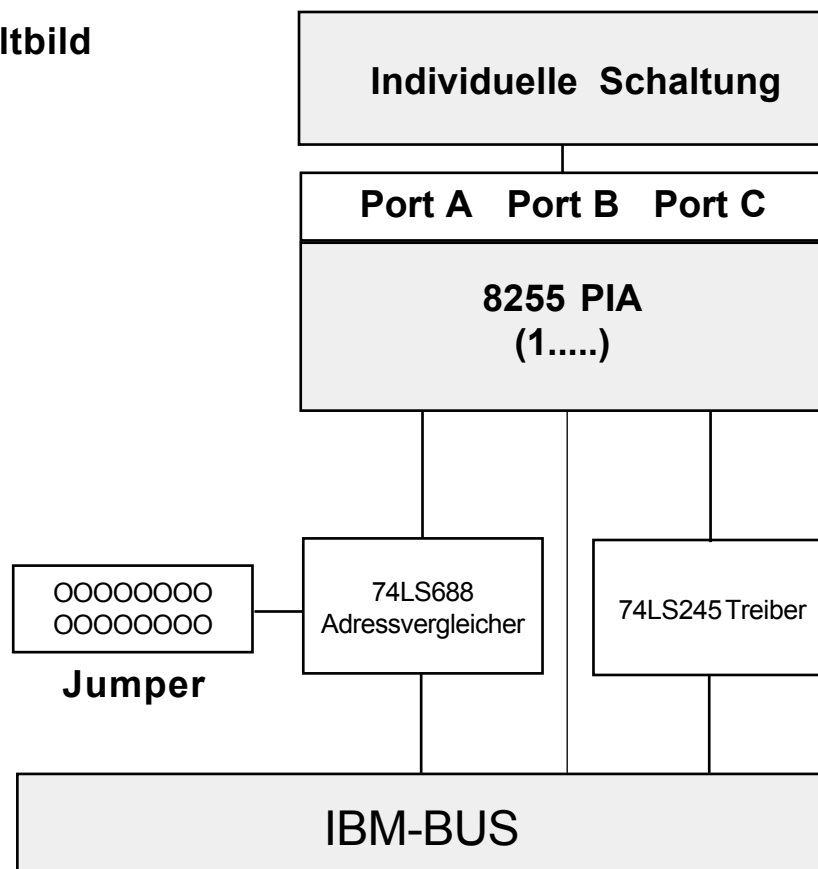 ltbild
Individuelle Schaltung
Port A Port B Port C
8255 PIA
(1.....)
OOOOOOOO
OOOOOOOO
Jumper
74LS688
Adressvergleicher
74LS245 Treiber
IBM-BUS